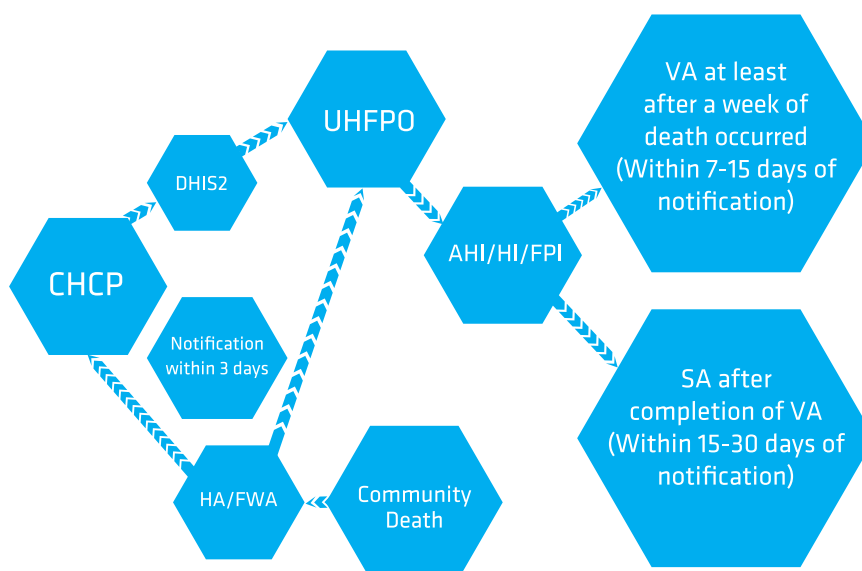 VA at least
after a week of
death occurred
(Within 7-15 days of
notification)
UHFPO
DHIS2
AHI/HI/FPI
CHCP
Notification
within 3 days
SA after
completion of VA
(Within 15-30 days of
notification)
HA/FWA
Community
Death